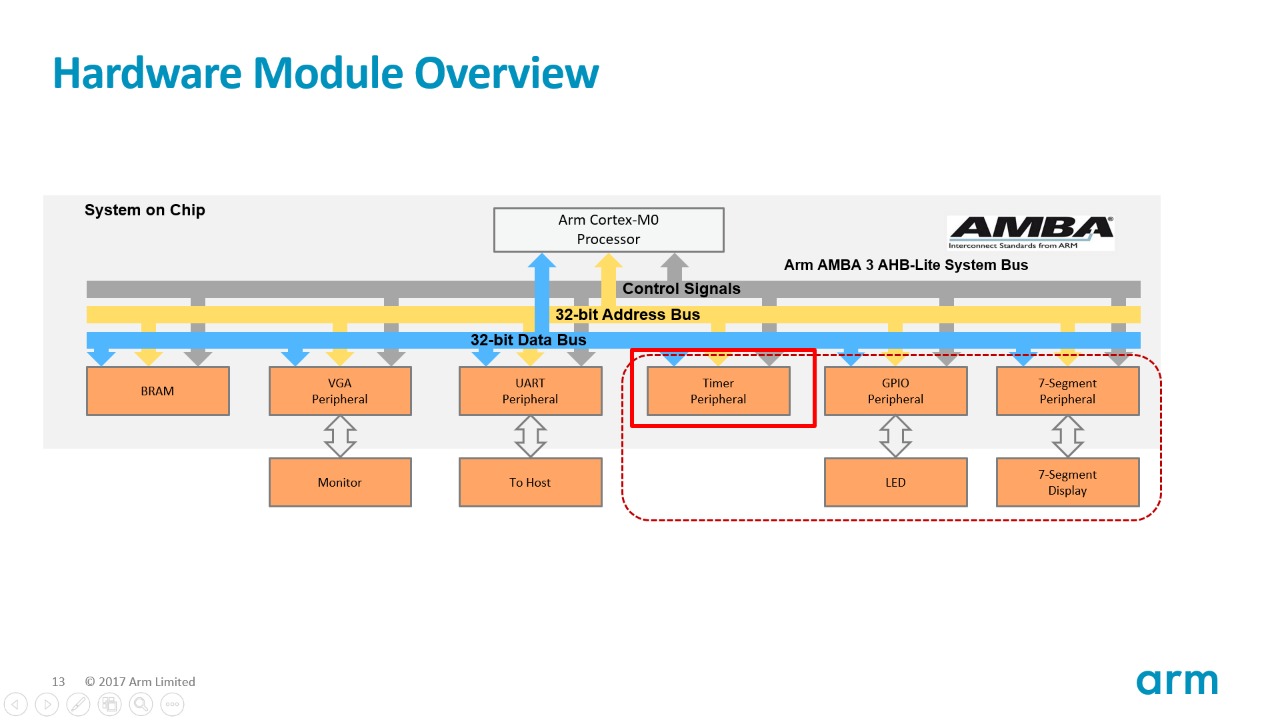 Hardware Module Overview
System on Chip
Arm Cortex-M0
Processor
AMBA®
Interconnect Standards from ARM
Arm AMBA 3 AHB-Lite System Bus
Control Signals
32-bit Address Bus
32-bit Data Bus
BRAM
VGA
Peripheral
UART
Peripheral
Timer
Peripheral
GPIO
Peripheral
7-Segment
Peripheral
Monitor
To Host
LED
7-Segment
Display
13 © 2017 Arm Limited
arm